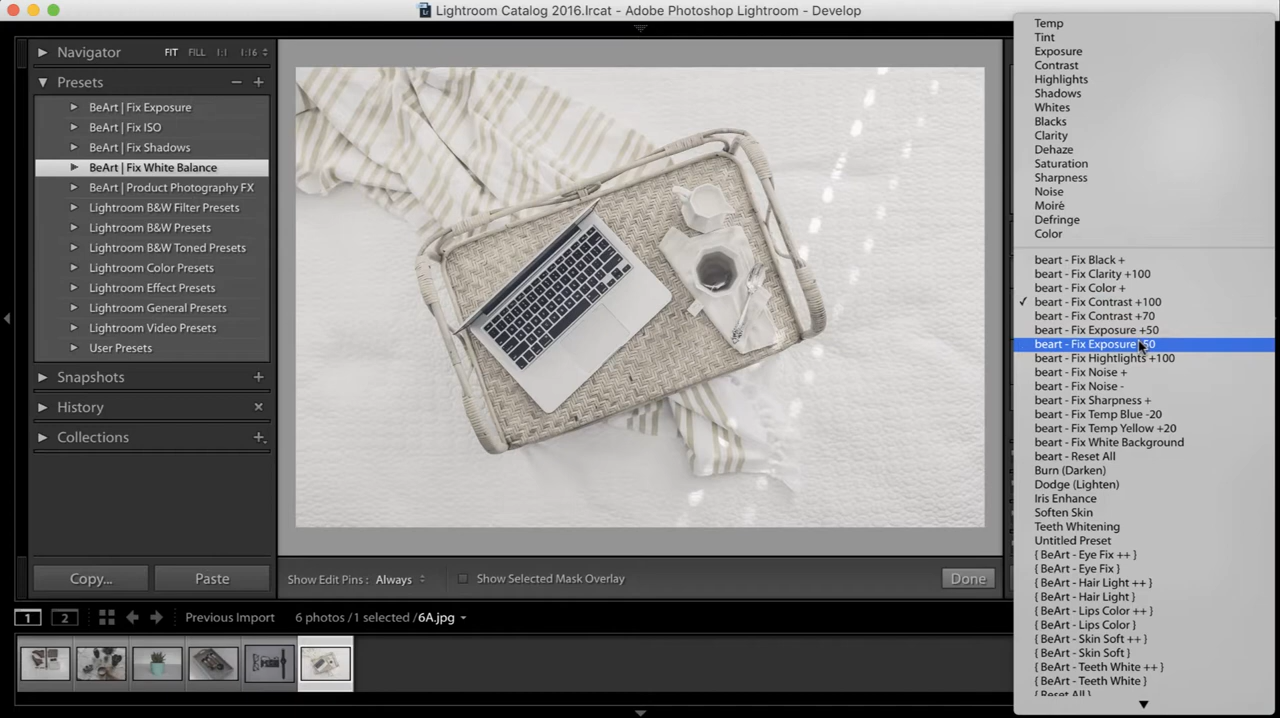 Lightroom Catalog 2016.lrcat - Adobe Photoshop Lightroom - Develop
Navigator FIT FILL 1:1 1:16
Presets
BeArt | Fix Exposure
BeArt | Fix ISO
BeArt | Fix Shadows
BeArt | Fix White Balance
BeArt | Product Photography FX
Lightroom B&W Filter Presets
Lightroom B&W Presets
Lightroom B&W Toned Presets
Lightroom Color Presets
Lightroom Effect Presets
Lightroom General Presets
Lightroom Video Presets
User Presets
Snapshots
History
Collections
Copy... Paste
Show Edit Pins : Always Show Selected Mask Overlay Done
1 2 Previous Import 6 photos /1 selected /6A.jpg
Temp
Tint
Exposure
Contrast
Highlights
Shadows
Whites
Blacks
Clarity
Dehaze
Saturation
Sharpness
Noise
Moiré
Defringe
Color
beart - Fix Black +
beart - Fix Clarity +100
beart - Fix Color +
beart - Fix Contrast +100
beart - Fix Contrast +70
beart - Fix Exposure +50
beart - Fix Exposure 50
beart - Fix Hightlights +100
beart - Fix Noise +
beart - Fix Noise -
beart - Fix Sharpness +
beart - Fix Temp Blue -20
beart - Fix Temp Yellow +20
beart - Fix White Background
beart - Reset All
Burn (Darken)
Dodge (Lighten)
Iris Enhance
Soften Skin
Teeth Whitening
Untitled Preset
{ BeArt - Eye Fix ++ }
{ BeArt - Eye Fix }
{ BeArt - Hair Light ++ }
{ BeArt - Hair Light }
{ BeArt - Lips Color ++ }
{ BeArt - Lips Color }
{ BeArt - Skin Soft ++ }
{ BeArt - Skin Soft }
{ BeArt - Teeth White ++ }
{ BeArt - Teeth White }
{ Reset All }